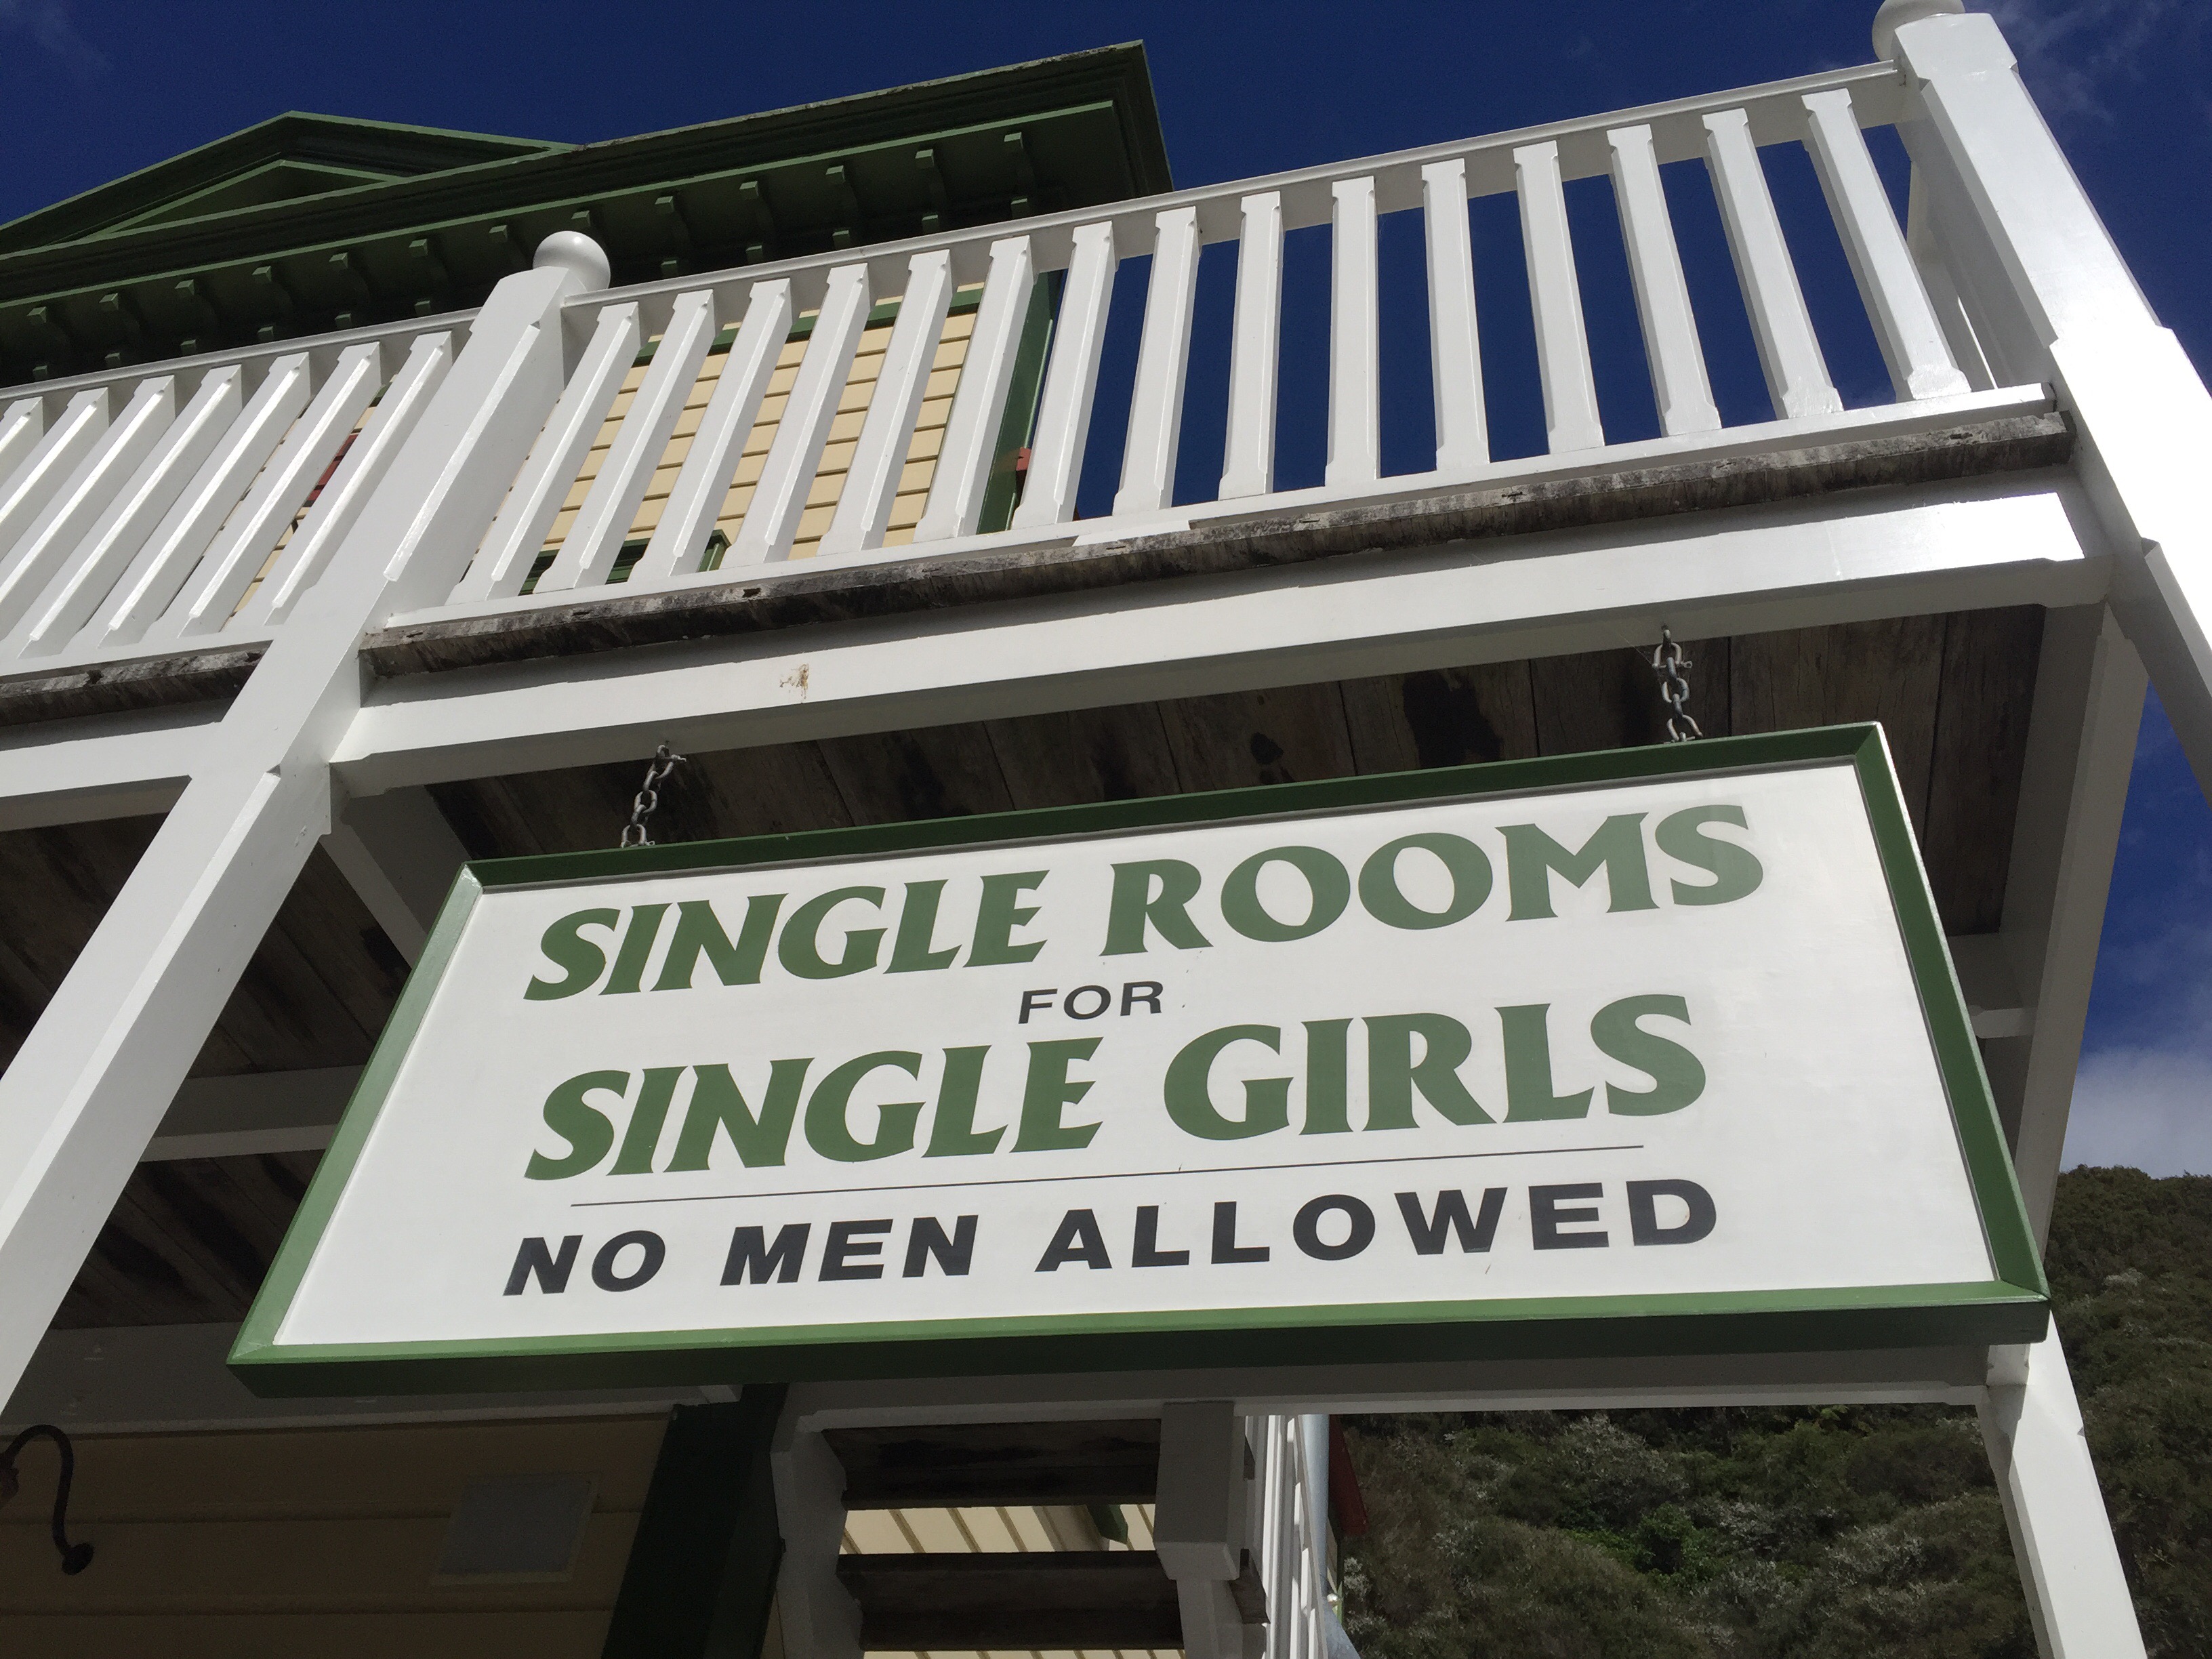 SINGLE ROOMS
FOR
SINGLE GIRLS
NO MEN ALLOWED